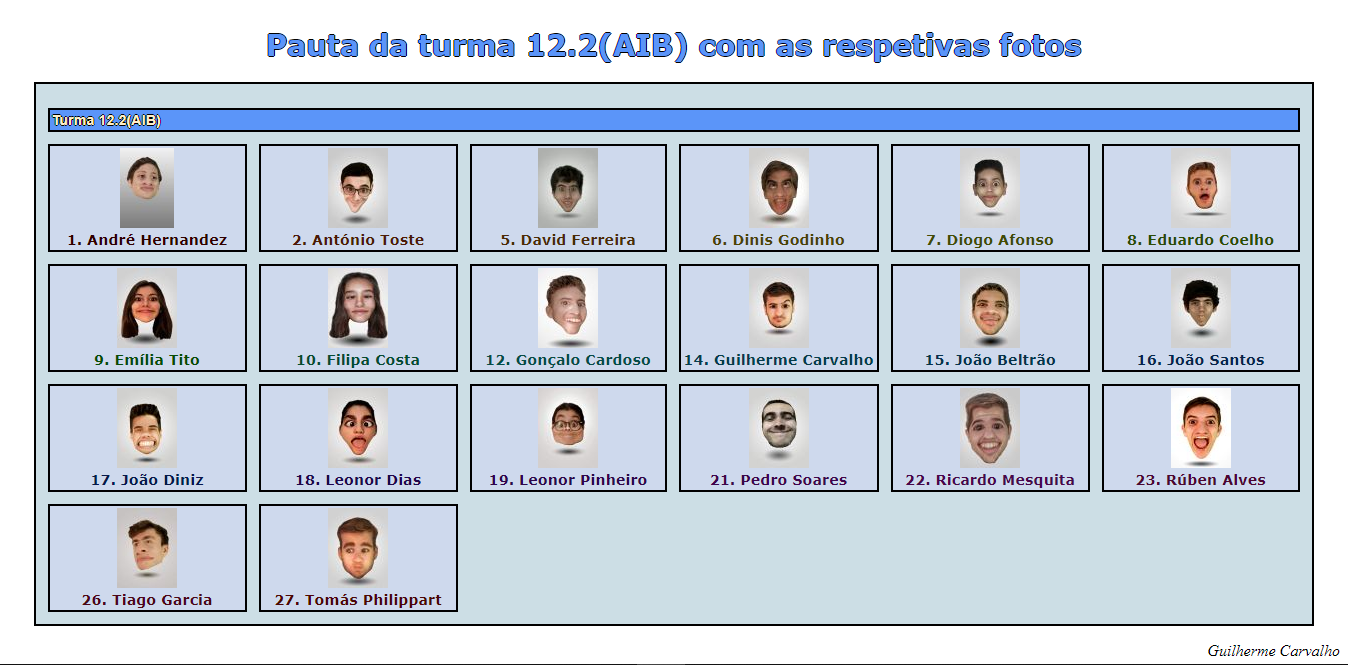 Pauta da turma 12.2(AIB) com as respetivas fotos
Turma 12.2(AIB)
1. André Hernandez
2. António Toste
5. David Ferreira
6. Dinis Godinho
7. Diogo Afonso
8. Eduardo Coelho
9. Emília Tito
10. Filipa Costa
12. Gonçalo Cardoso
14. Guilherme Carvalho
15. João Beltrão
16. João Santos
17. João Diniz
18. Leonor Dias
19. Leonor Pinheiro
21. Pedro Soares
22. Ricardo Mesquita
23. Rúben Alves
26. Tiago Garcia
27. Tomás Philippart
Guilherme Carvalho